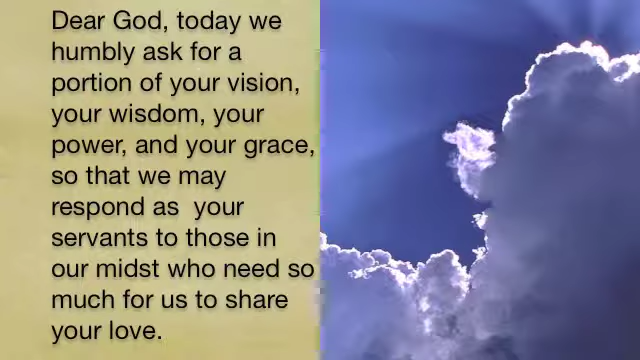 Dear God, today we
humbly ask for a
portion of your vision,
your wisdom, your
power, and your grace,
so that we may
respond as  your
servants to those in
our midst who need so
much for us to share
your love.